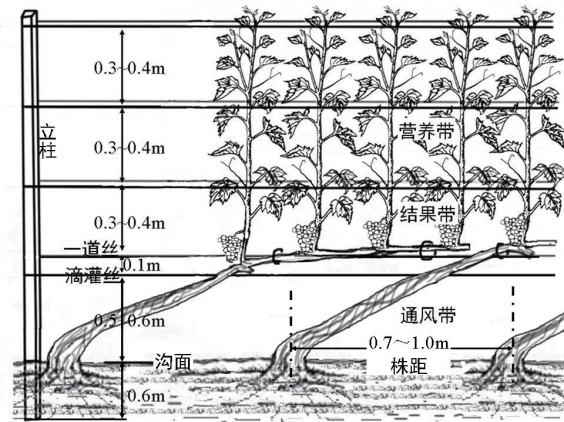 0.3~0.4m
立柱
0.3~0.4m
营养带
0.3~0.4m
结果带
一道丝
0.1m
滴灌丝
0.5~0.6m
通风带
0.7~1.0m
沟面
株距
0.6m